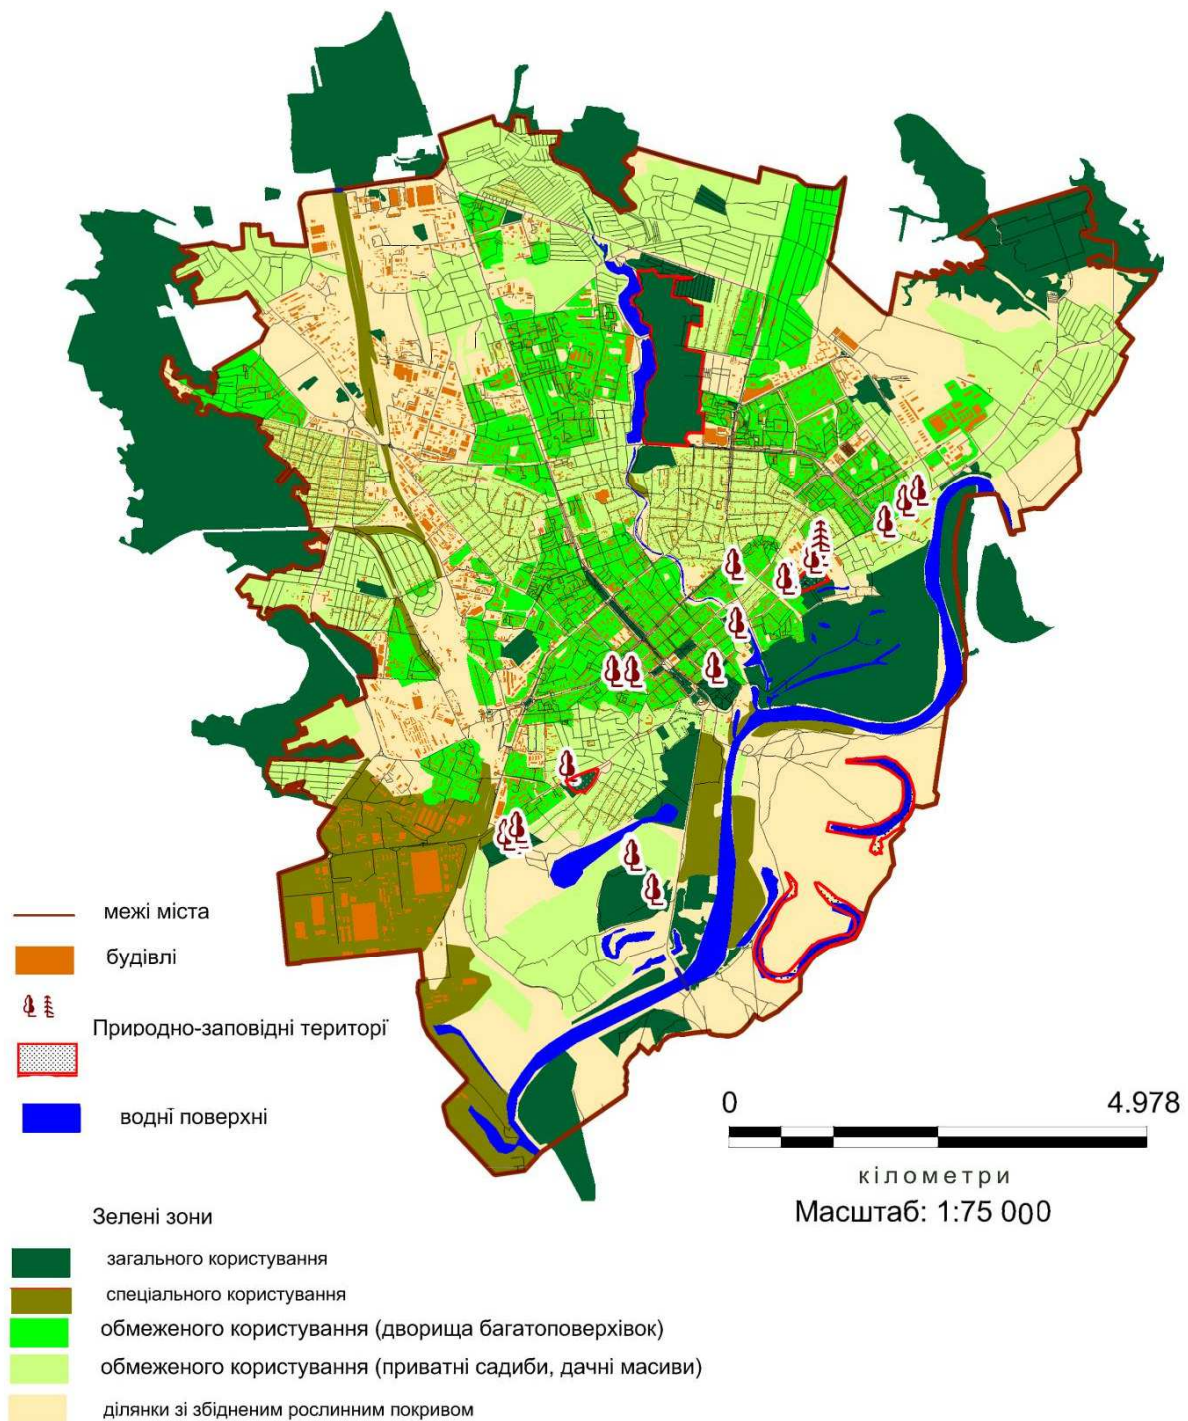 межі міста
будівлі
Природно-заповідні території
водні поверхні
0 4.978
кілометри
Масштаб: 1:75 000
Зелені зони
загального користування
спеціального користування
обмеженого користування (дворища багатоповерхівок)
обмеженого користування (приватні садиби, дачні масиви)
ділянки зі збідненим рослинним покривом